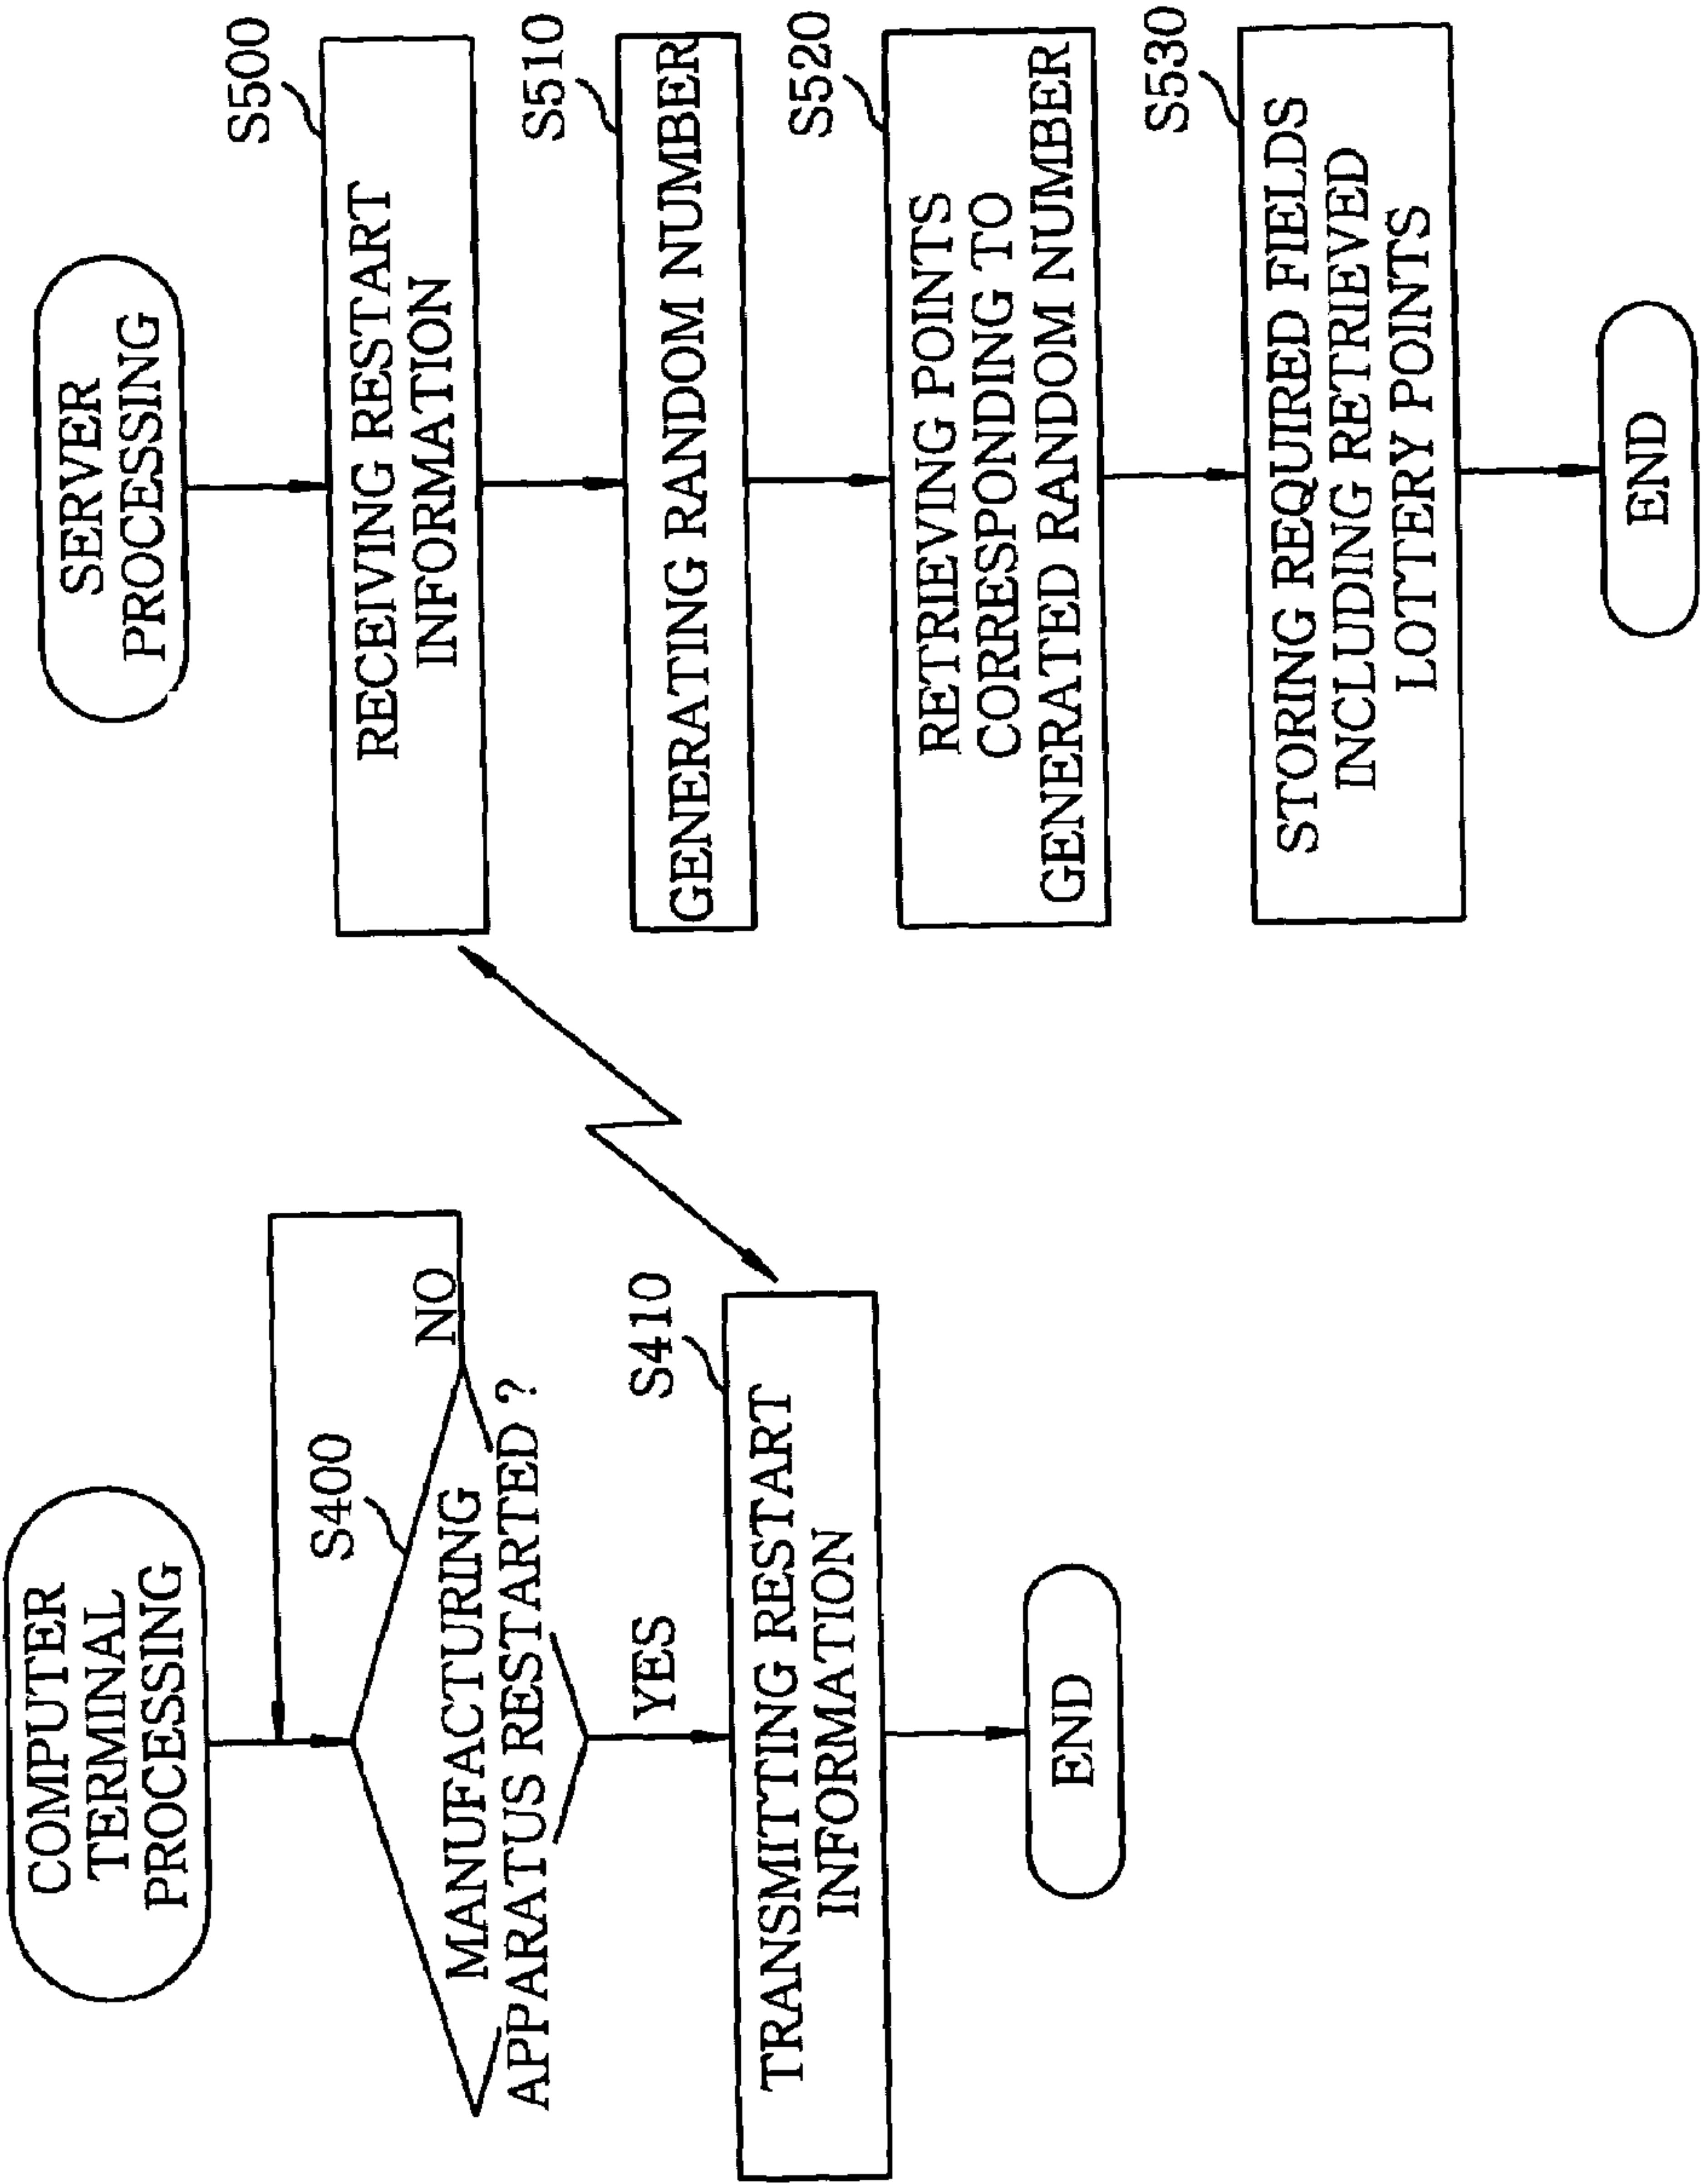 COMPUTER
TERMINAL
PROCESSING
S400
MANUFACTURING
APPARATUS RESTARTED ?
NO
YES
S410
TRANSMITTING RESTART
INFORMATION
END
SERVER
PROCESSING
S500
RECEIVING RESTART
INFORMATION
S510
GENERATING RANDOM NUMBER
S520
RETRIEVING POINTS
CORRESPONDING TO
GENERATED RANDOM NUMBER
S530
STORING REQUIRED FIELDS
INCLUDING RETRIEVED
LOTTERY POINTS
END